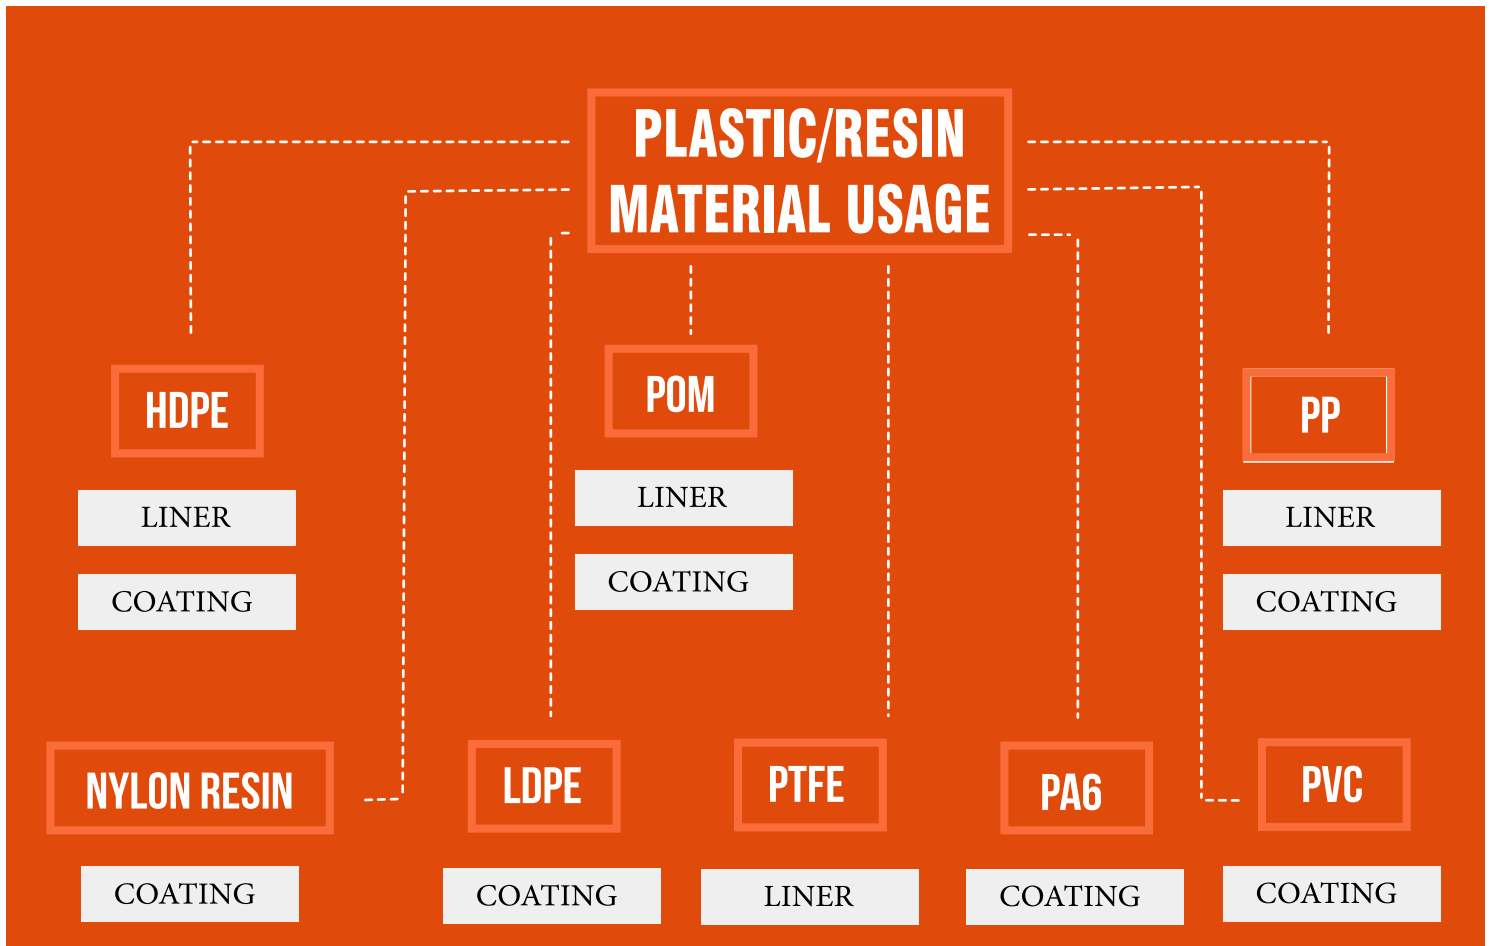 PLASTIC/RESIN
MATERIAL USAGE
HDPE
LINER
COATING
POM
LINER
COATING
PP
LINER
COATING
NYLON RESIN
COATING
LDPE
COATING
PTFE
LINER
PA6
COATING
PVC
COATING